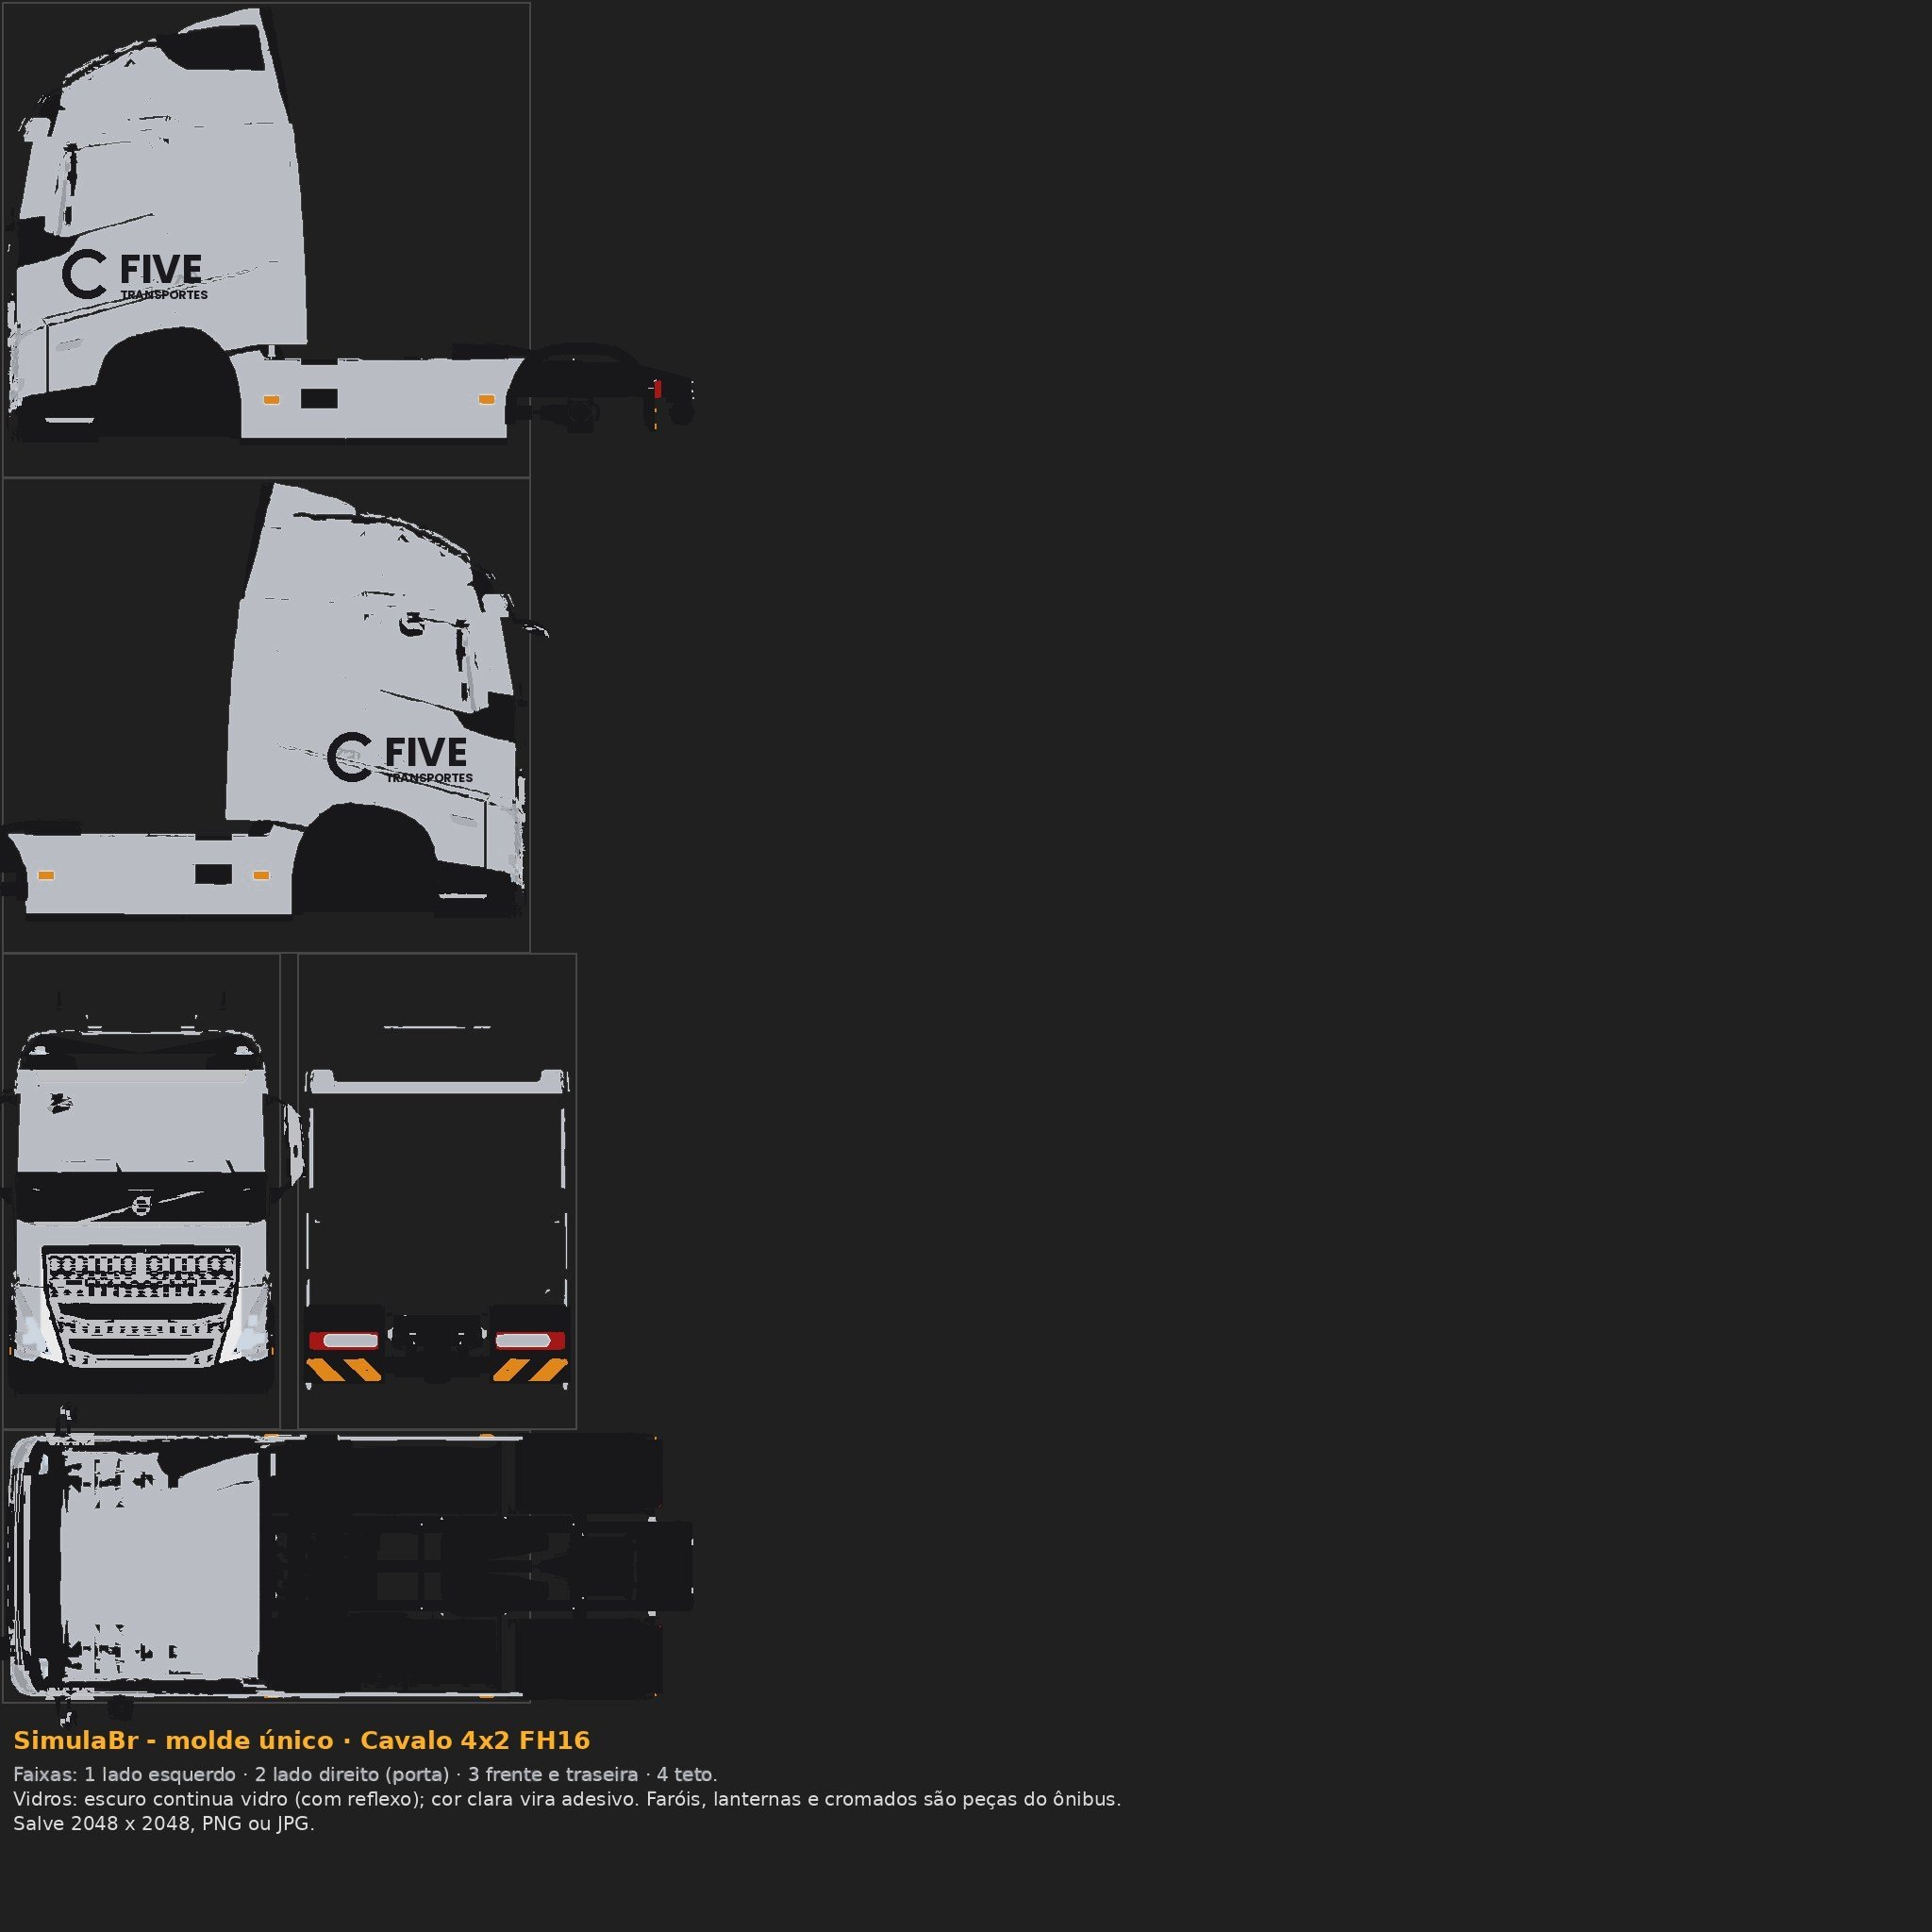 FIVE
TRANSPORTES
FIVE
TRANSPORTES
SimulaBr - molde único · Cavalo 4x2 FH16
Faixas: 1 lado esquerdo · 2 lado direito (porta) · 3 frente e traseira · 4 teto.
Vidros: escuro continua vidro (com reflexo); cor clara vira adesivo. Faróis, lanternas e cromados são peças do ônibus.
Salve 2048 x 2048, PNG ou JPG.